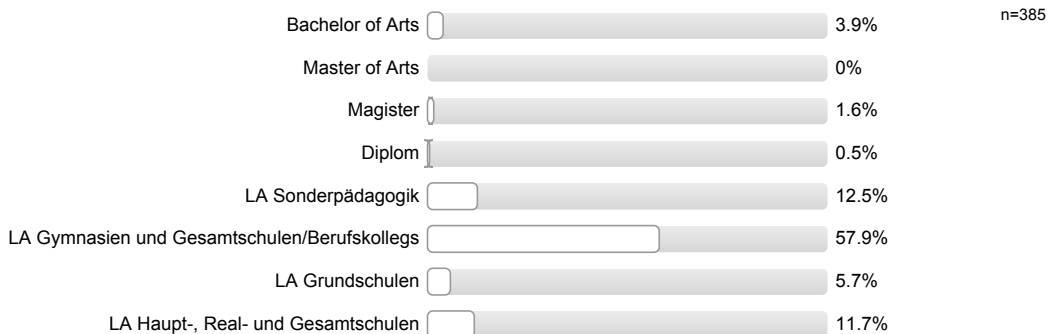 n=385
Bachelor of Arts 3.9%
Master of Arts 0%
Magister 1.6%
Diplom 0.5%
LA Sonderpädagogik 12.5%
LA Gymnasien und Gesamtschulen/Berufskollegs 57.9%
LA Grundschulen 5.7%
LA Haupt-, Real- und Gesamtschulen 11.7%